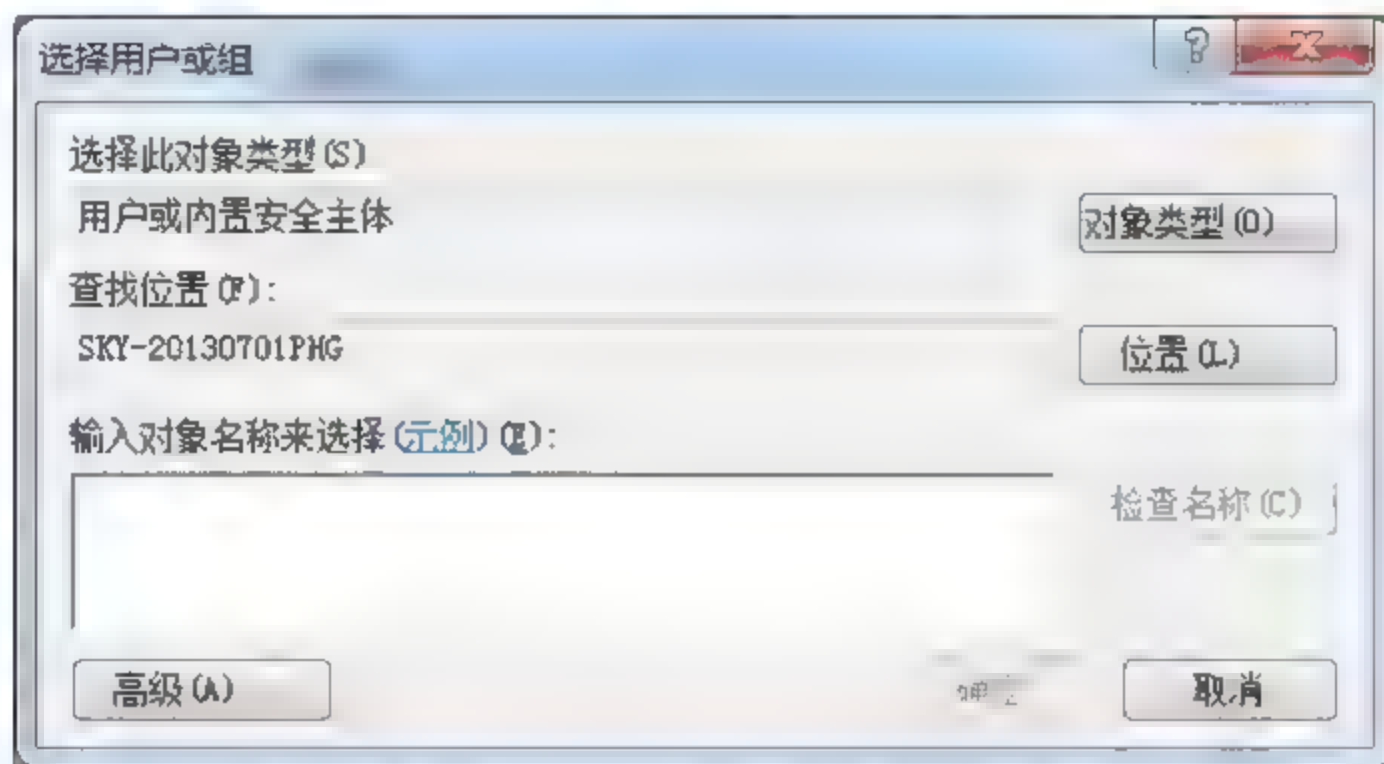 选择用户或组
选择此对象类型(S)
用户或内置安全主体
对象类型(O)
查找位置(F):
SKY-20130701PHG
位置(L)
输入对象名称来选择(示例)(E):
检查名称(C)
高级(A)
取消